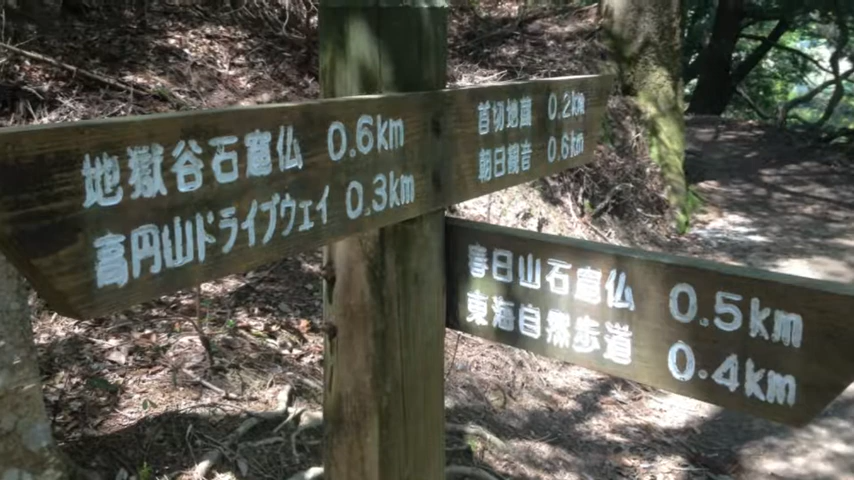 地獄谷石窟仏 0.6km
高円山ドライブウェイ 0.3km
首切地蔵 0.2km
朝日観音 0.6km
春日山石窟仏 0.5km
東海自然歩道 0.4km